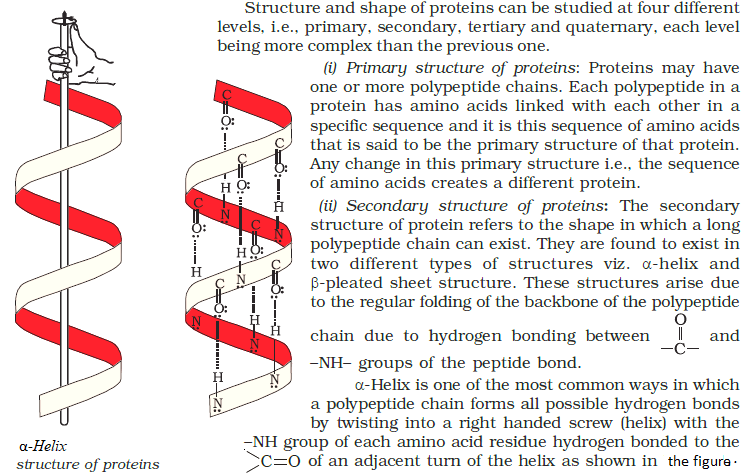 Structure and shape of proteins can be studied at four different
levels, i.e., primary, secondary, tertiary and quaternary, each level
being more complex than the previous one.
(i) Primary structure of proteins: Proteins may have
one or more polypeptide chains. Each polypeptide in a
protein has amino acids linked with each other in a
specific sequence and it is this sequence of amino acids
that is said to be the primary structure of that protein.
Any change in this primary structure i.e., the sequence
of amino acids creates a different protein.
(ii) Secondary structure of proteins: The secondary
structure of protein refers to the shape in which a long
polypeptide chain can exist. They are found to exist in
two different types of structures viz. α-helix and
β-pleated sheet structure. These structures arise due
to the regular folding of the backbone of the polypeptide
O
||
chain due to hydrogen bonding between –C– and
–NH– groups of the peptide bond.
α-Helix is one of the most common ways in which
a polypeptide chain forms all possible hydrogen bonds
by twisting into a right handed screw (helix) with the
–NH group of each amino acid residue hydrogen bonded to the
>C=O of an adjacent turn of the helix as shown in the figure·
C
O:
H
N
C
O:
H
N
C
O:
H
N
C
O:
H
N
C
O:
H
N
C
O:
H
N
C
O:
H
N
α-Helix
structure of proteins